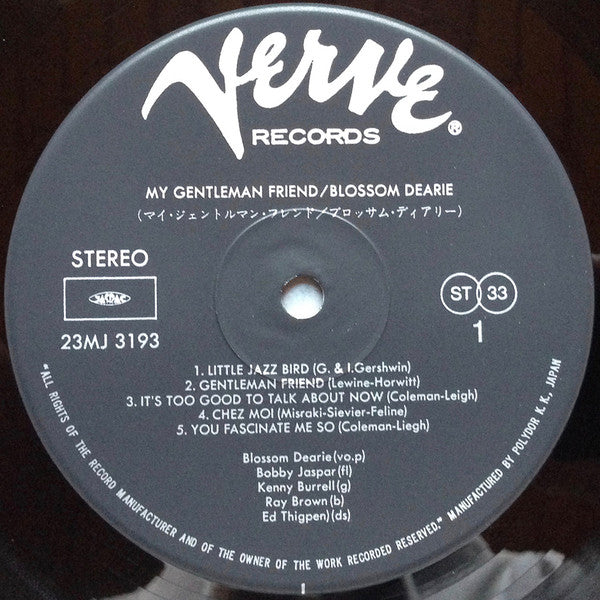 Verve®
RECORDS
MY GENTLEMAN FRIEND/BLOSSOM DEARIE
(マイ・ジェントルマン・フレンド/ブロッサム・ディアリー)
STEREO
JASRAC
23MJ 3193
ST 33
1
1. LITTLE JAZZ BIRD (G. & I.Gershwin)
2. GENTLEMAN FRIEND (Lewine-Horwitt)
3. IT'S TOO GOOD TO TALK ABOUT NOW (Coleman-Leigh)
4. CHEZ MOI (Misraki-Sievier-Feline)
5. YOU FASCINATE ME SO (Coleman-Liegh)
Blossom Dearie(vo.p)
Bobby Jaspar(fl)
Kenny Burrell(g)
Ray Brown(b)
Ed Thigpen)(ds)
"ALL RIGHTS OF THE RECORD MANUFACTURER AND OF THE OWNER OF THE WORK RECORDED RESERVED." MANUFACTURED BY POLYDOR K. K., JAPAN